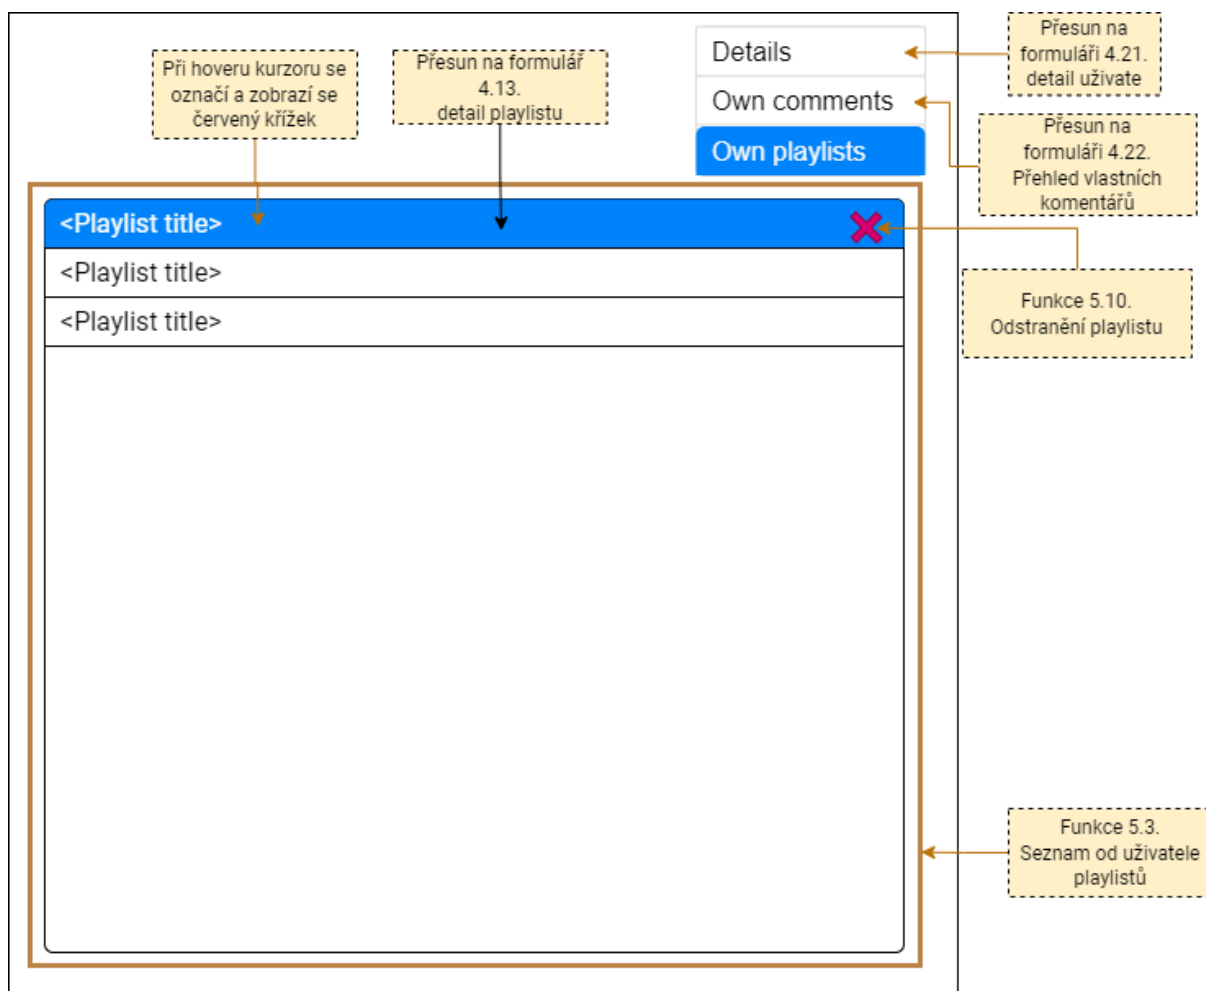 Při hoveru kurzoru se
označí a zobrazí se
červený křížek
Přesun na formulář
4.13.
detail playlistu
Details
Own comments
Own playlists
Přesun na
formuláři 4.21.
detail uživate
Přesun na
formuláři 4.22.
Přehled vlastních
komentářů
<Playlist title>
<Playlist title>
<Playlist title>
Funkce 5.10.
Odstranění playlistu
Funkce 5.3.
Seznam od uživatele
playlistů